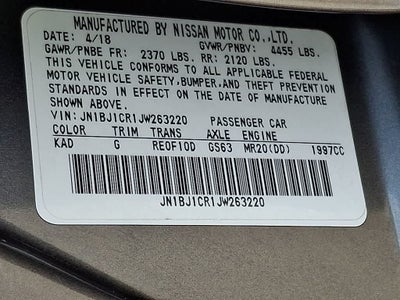 MANUFACTURED BY NISSAN MOTOR CO.,LTD.
DATE: 4/18 GVWR/PNBV: 4455 LBS.
GAWR/PNBE FR: 2370 LBS. RR: 2120 LBS.
THIS VEHICLE CONFORMS TO ALL APPLICABLE FEDERAL
MOTOR VEHICLE SAFETY,BUMPER,AND THEFT PREVENTION
STANDARDS IN EFFECT ON THE DATE OF MANUFACTURE
SHOWN ABOVE.
VIN:JN1BJ1CR1JW263220 PASSENGER CAR
COLOR TRIM TRANS AXLE ENGINE
KAD G RE0F10D GS63 MR20(DD) 1997CC
JN1BJ1CR1JW263220